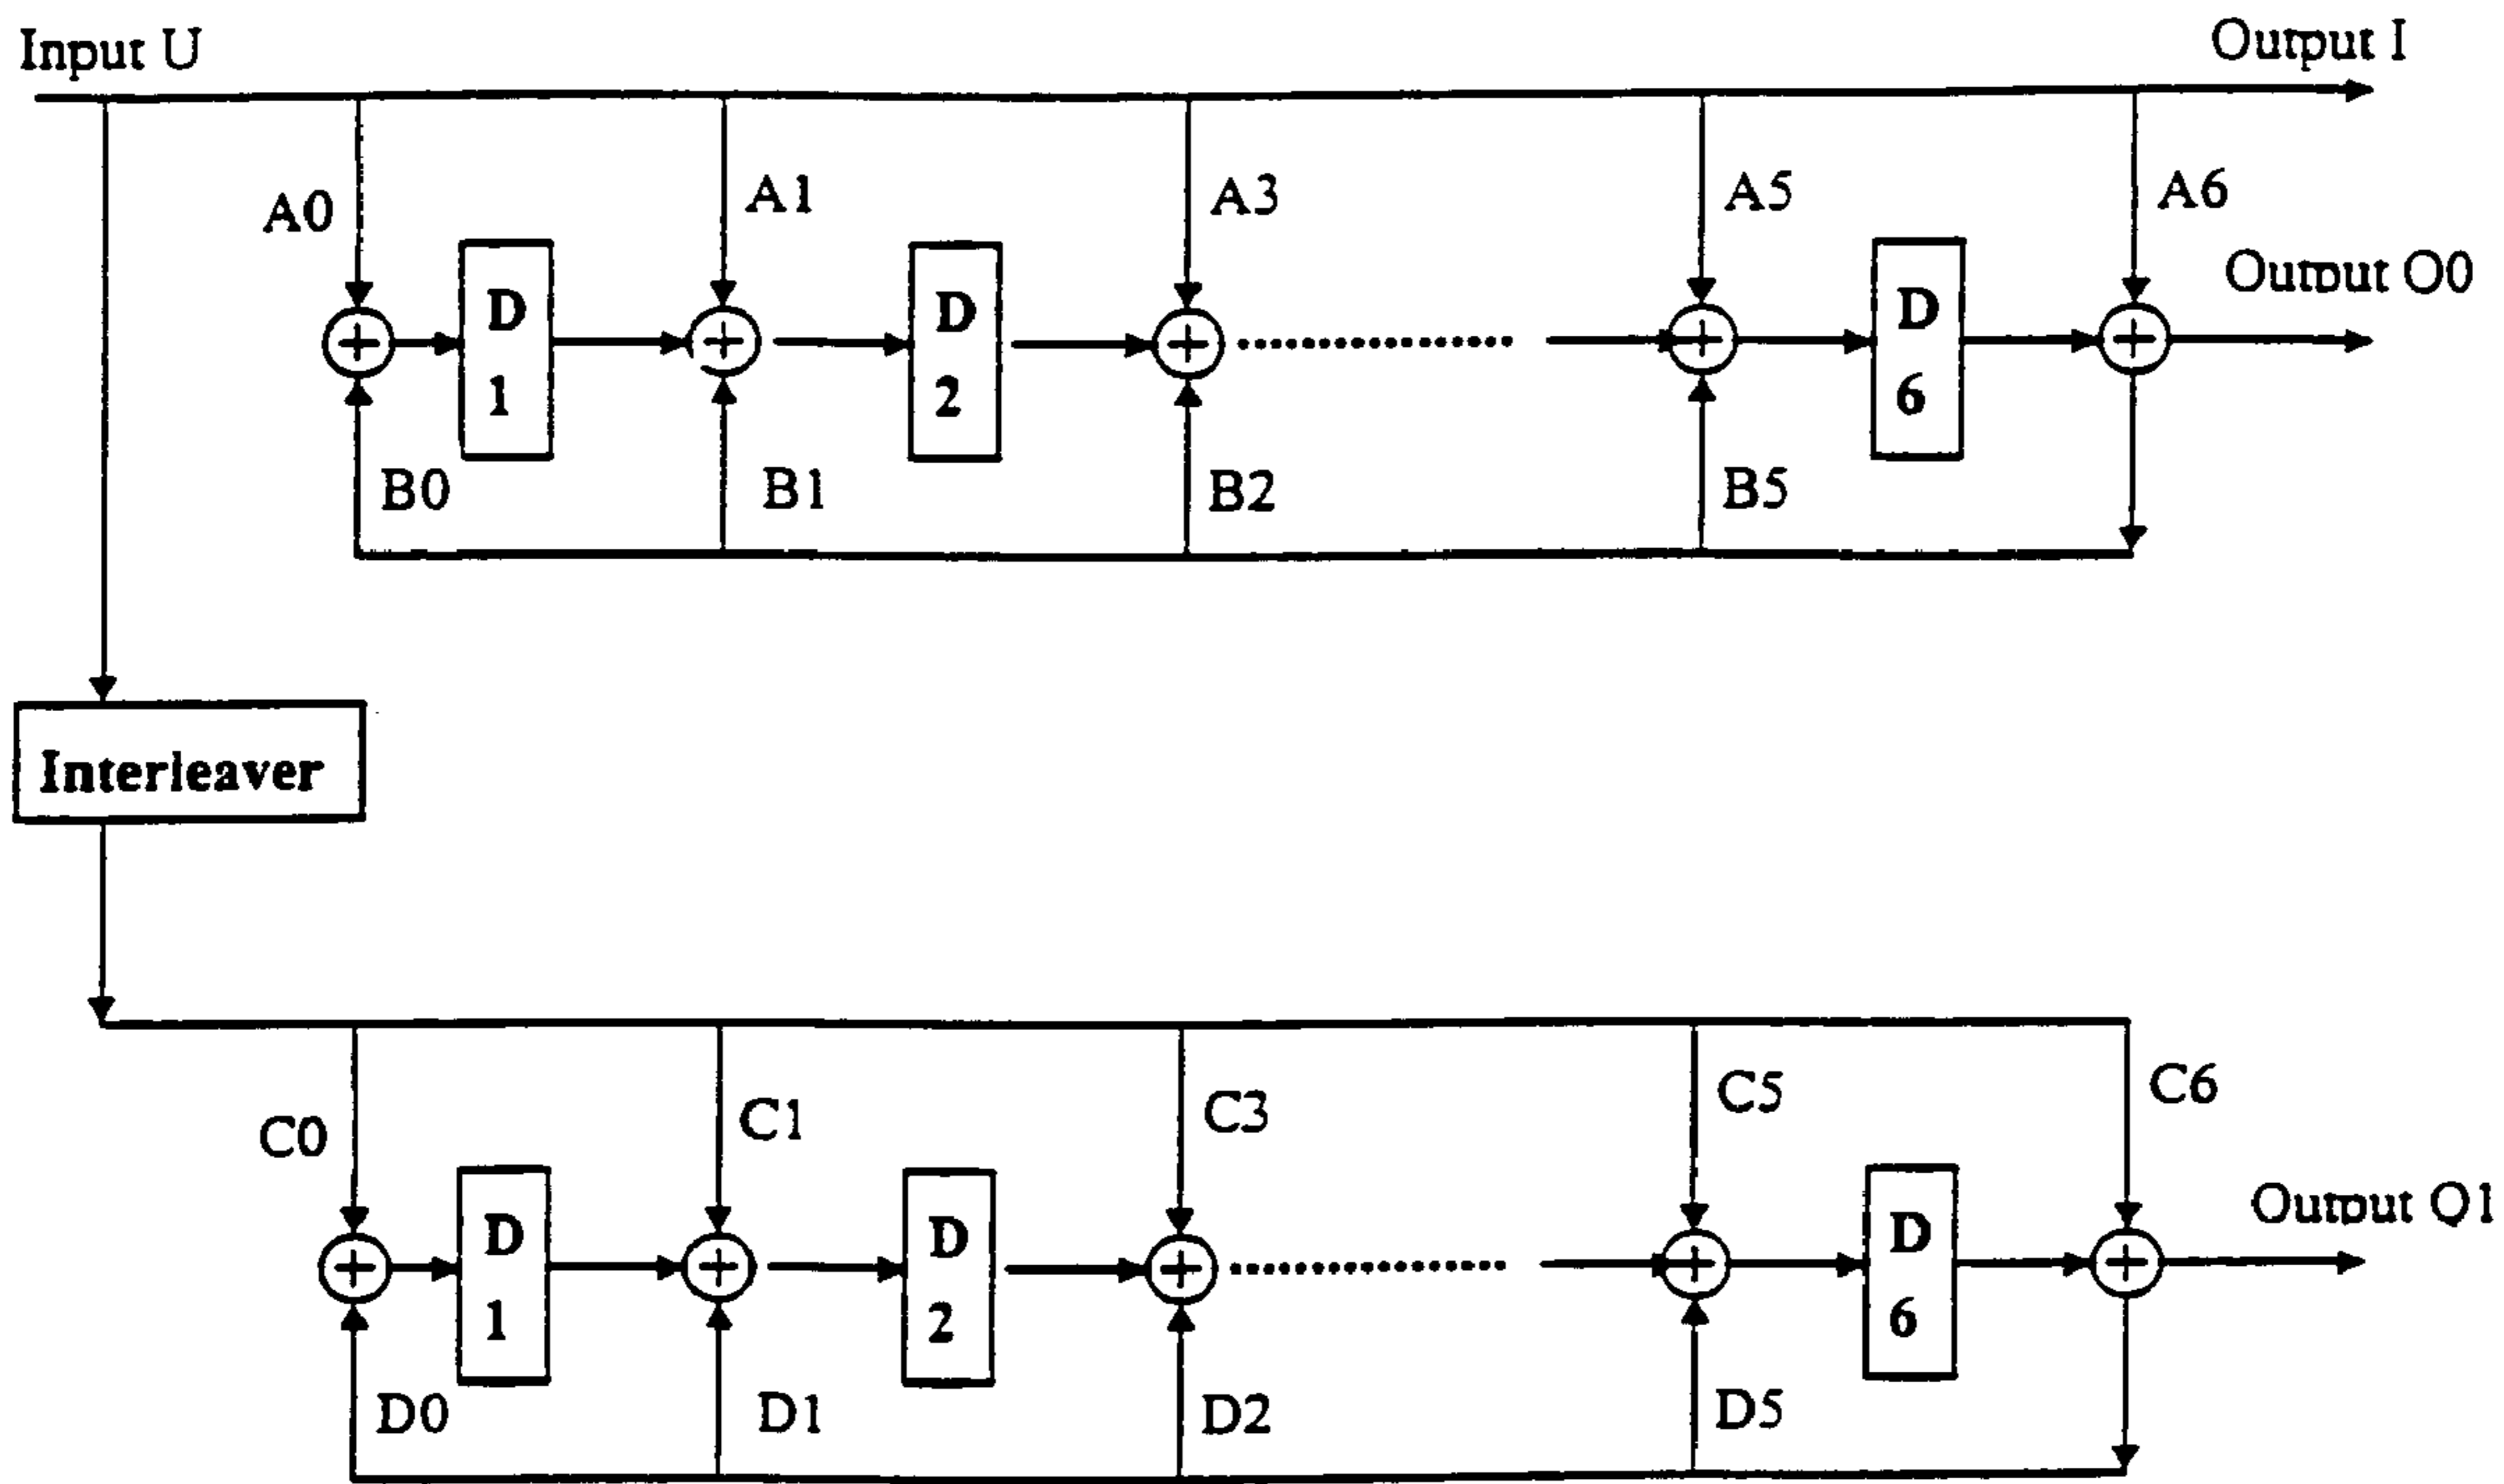 Input U
Output I
A0
A1
A3
A5
A6
Output O0
D
1
D
2
D
6
B0
B1
B2
B5
Interleaver
C0
C1
C3
C5
C6
Output O1
D
1
D
2
D
6
D0
D1
D2
D5